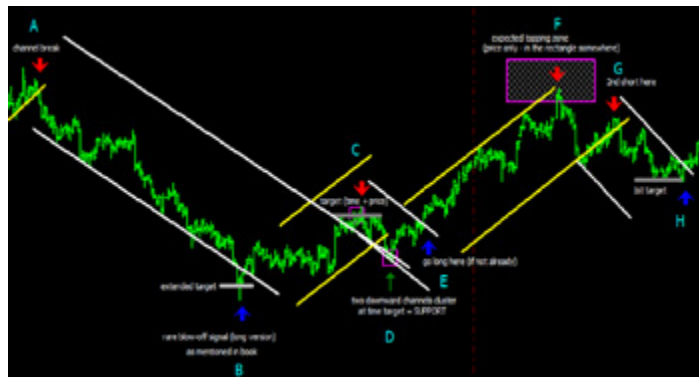 A
channel break
F
expected topping zone
(price only - in the rectangle somewhere)
G
2nd short here
C
target (time + price)
extended target
go long here (if not already)
E
bit target
H
two downward channels cluster
at time target = SUPPORT
D
rare blow-off signal (long version)
as mentioned in book
B